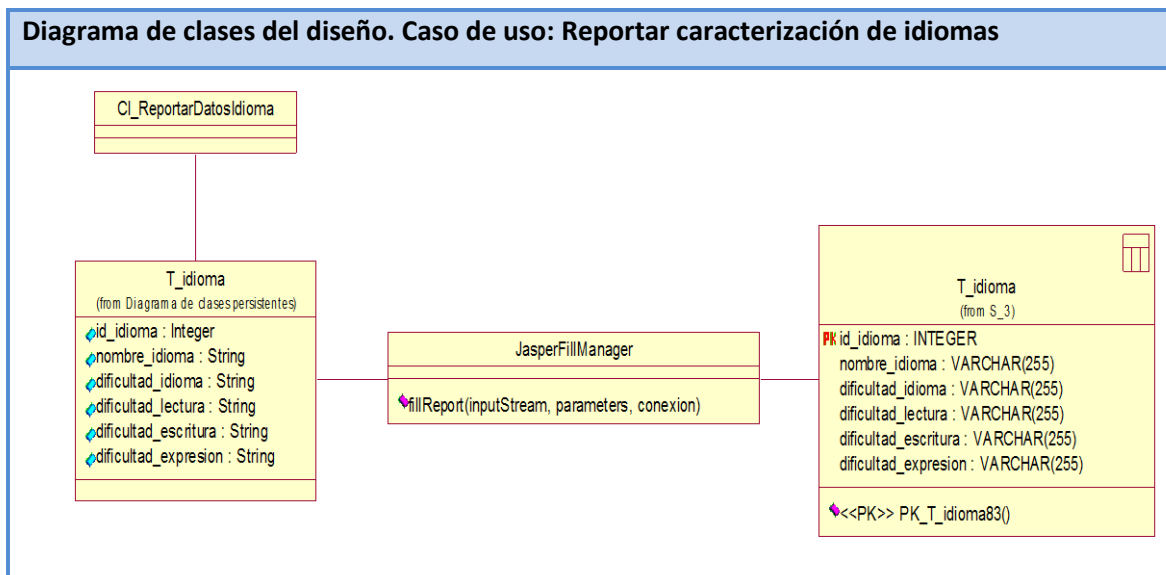 Diagrama de clases del diseño. Caso de uso: Reportar caracterización de idiomas
CI_ReportarDatosIdioma
T_idioma
(from Diagrama de clases persistentes)
id_idioma : Integer
nombre_idioma : String
dificultad_idioma : String
dificultad_lectura : String
dificultad_escritura : String
dificultad_expresion : String
JasperFillManager
fillReport(inputStream, parameters, conexion)
T_idioma
(from S_3)
PK id_idioma : INTEGER
nombre_idioma : VARCHAR(255)
dificultad_idioma : VARCHAR(255)
dificultad_lectura : VARCHAR(255)
dificultad_escritura : VARCHAR(255)
dificultad_expresion : VARCHAR(255)
<<PK>> PK_T_idioma83()